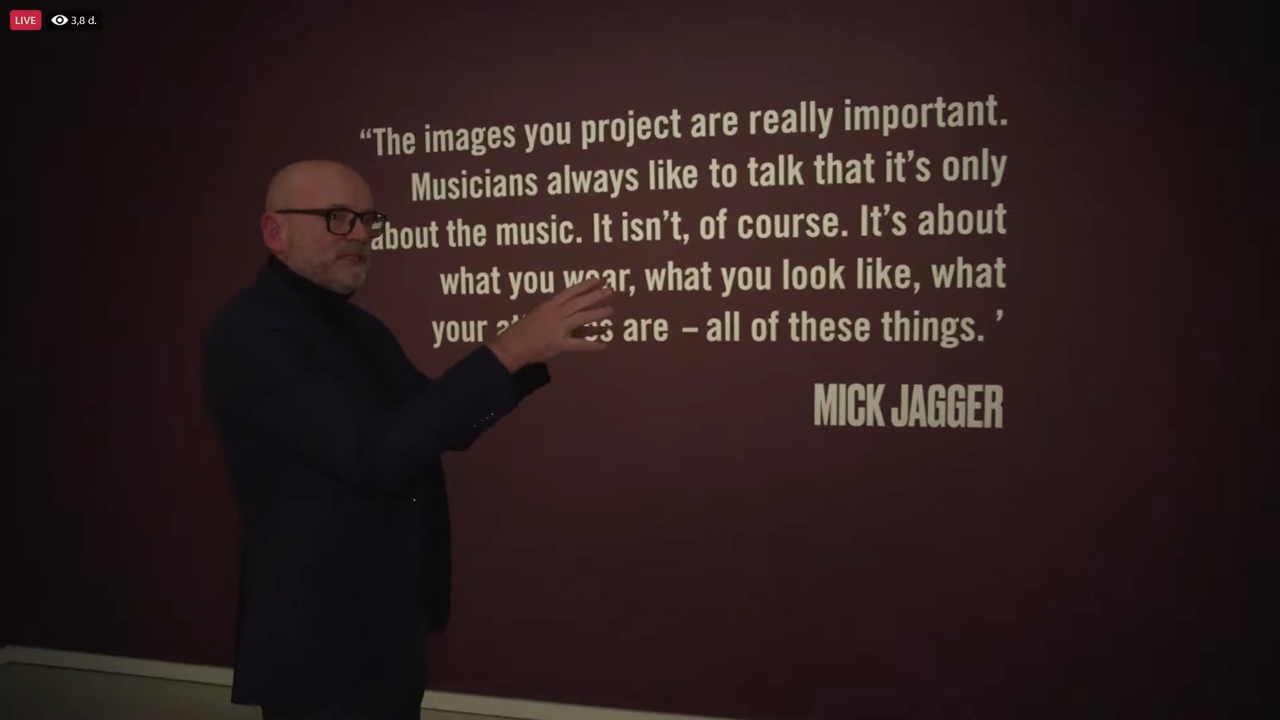 LIVE
3,8 d.
“The images you project are really important.
Musicians always like to talk that it’s only
about the music. It isn’t, of course. It’s about
what you wear, what you look like, what
your are – all of these things. ’
MICK JAGGER